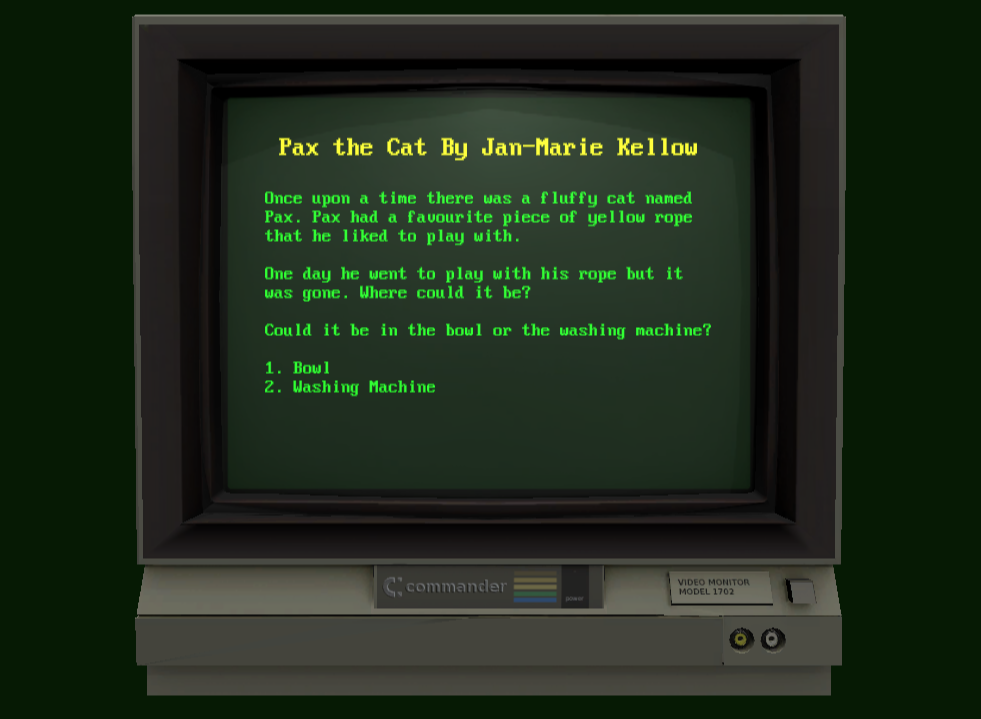 Pax the Cat By Jan-Marie Kellow
Once upon a time there was a fluffy cat named
Pax. Pax had a favourite piece of yellow rope
that he liked to play with.
One day he went to play with his rope but it
was gone. Where could it be?
Could it be in the bowl or the washing machine?
1. Bowl
2. Washing Machine
commander
power
VIDEO MONITOR
MODEL 1702